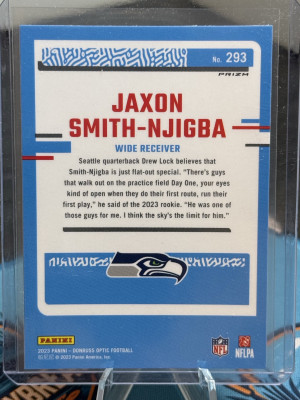 No. 293
PRIZM
JAXON
SMITH-NJIGBA
WIDE RECEIVER
Seattle quarterback Drew Lock believes that
Smith-Njigba is just flat-out special. “There's guys
that walk out on the practice field Day One, your eyes
kind of open when they do their first route, run their
first play,” he said of the 2023 rookie. “He was one of
those guys for me. I think the sky's the limit for him.”
PANINI
2023 PANINI - DONRUSS OPTIC FOOTBALL
© 2023 Panini America, Inc.
NFL
NFLPA